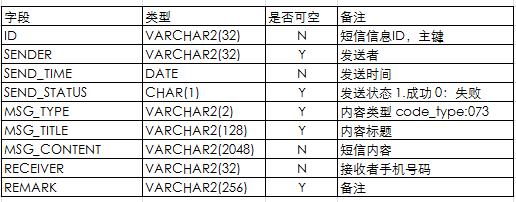 字段 类型 是否可空 备注
ID VARCHAR2(32) N 短信信息ID，主键
SENDER VARCHAR2(32) Y 发送者
SEND_TIME DATE N 发送时间
SEND_STATUS CHAR(1) Y 发送状态 1.成功 0：失败
MSG_TYPE VARCHAR2(2) Y 内容类型 code_type:073
MSG_TITLE VARCHAR2(128) Y 内容标题
MSG_CONTENT VARCHAR2(2048) N 短信内容
RECEIVER VARCHAR2(32) N 接收者手机号码
REMARK VARCHAR2(256) Y 备注